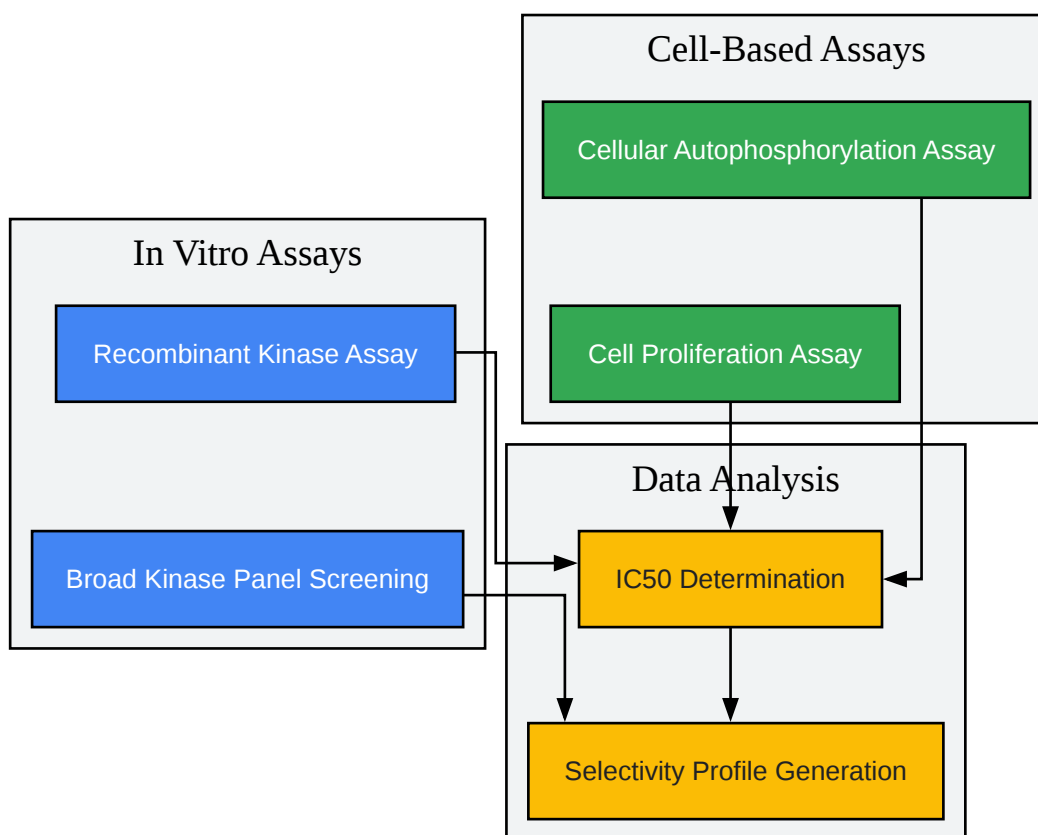 Cell-Based Assays
Cellular Autophosphorylation Assay
In Vitro Assays
Recombinant Kinase Assay
Cell Proliferation Assay
Data Analysis
Broad Kinase Panel Screening
IC50 Determination
Selectivity Profile Generation